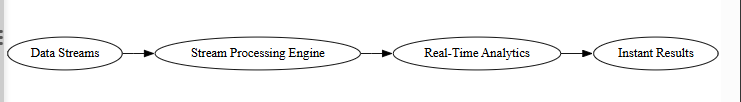 Data Streams
Stream Processing Engine
Real-Time Analytics
Instant Results